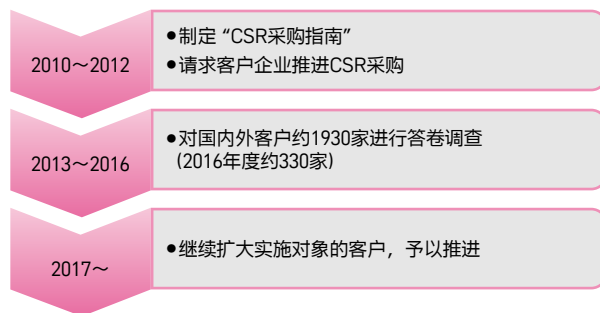 2010～2012
●制定 “CSR采购指南”
●请求客户企业推进CSR采购
2013～2016
●对国内外客户约1930家进行答卷调查
(2016年度约330家)
2017～
●继续扩大实施对象的客户，予以推进